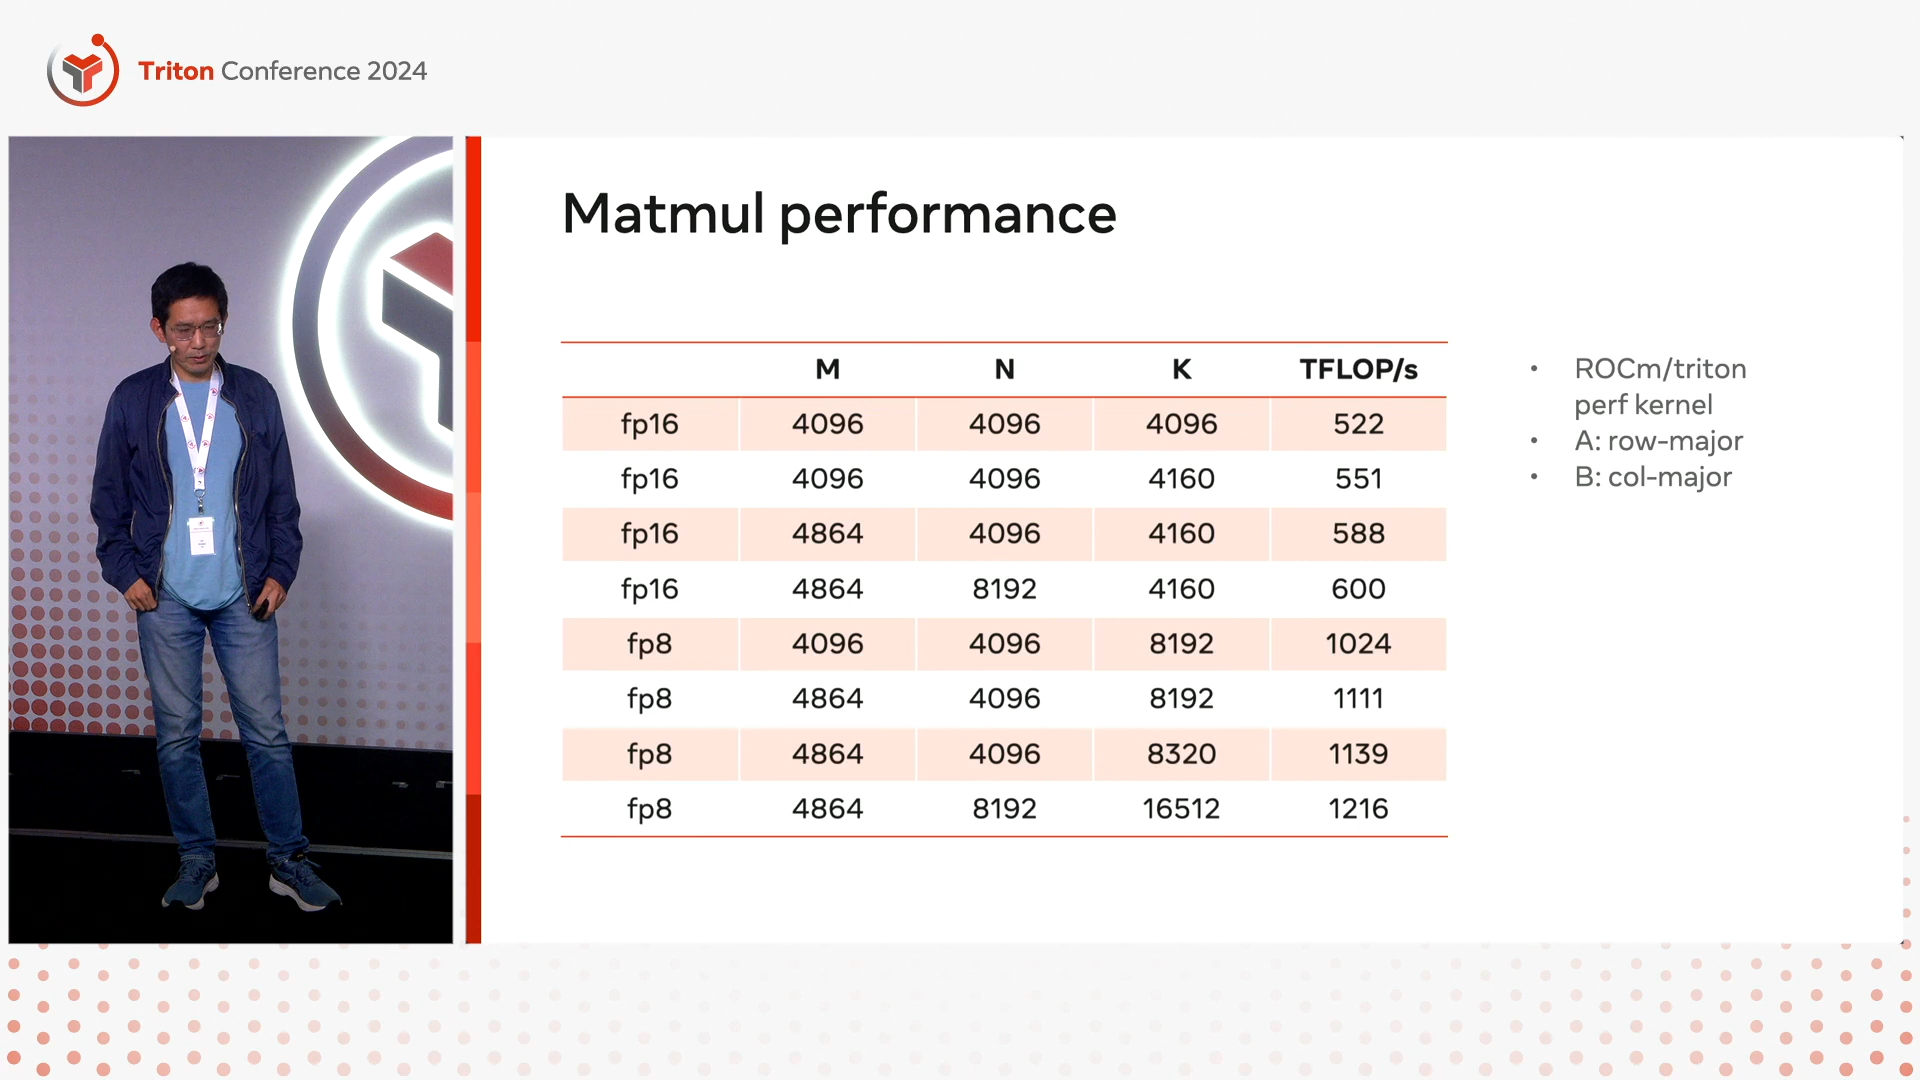 Triton Conference 2024
Matmul performance
M N K TFLOP/s
fp16 4096 4096 4096 522
fp16 4096 4096 4160 551
fp16 4864 4096 4160 588
fp16 4864 8192 4160 600
fp8 4096 4096 8192 1024
fp8 4864 4096 8192 1111
fp8 4864 4096 8320 1139
fp8 4864 8192 16512 1216
• ROCm/triton
perf kernel
• A: row-major
• B: col-major